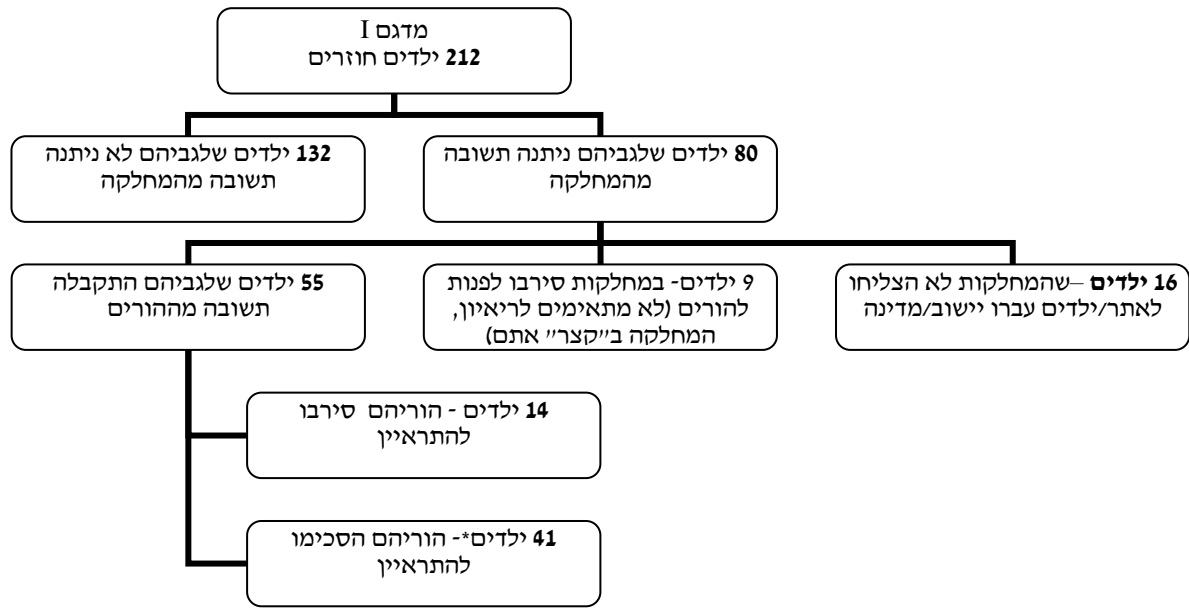 מדגם I
212 ילדים חוזרים
80 ילדים שלגביהם ניתנה תשובה
מהמחלקה
132 ילדים שלגביהם לא ניתנה
תשובה מהמחלקה
16 ילדים –שהמחלקות לא הצליחו
לאתר/ילדים עברו יישוב/מדינה
9 ילדים- במחלקות סירבו לפנות
להורים (לא מתאימים לריאיון,
המחלקה ב"קצר" אתם)
55 ילדים שלגביהם התקבלה
תשובה מההורים
14 ילדים - הוריהם סירבו
להתראיין
41 ילדים*- הוריהם הסכימו
להתראיין